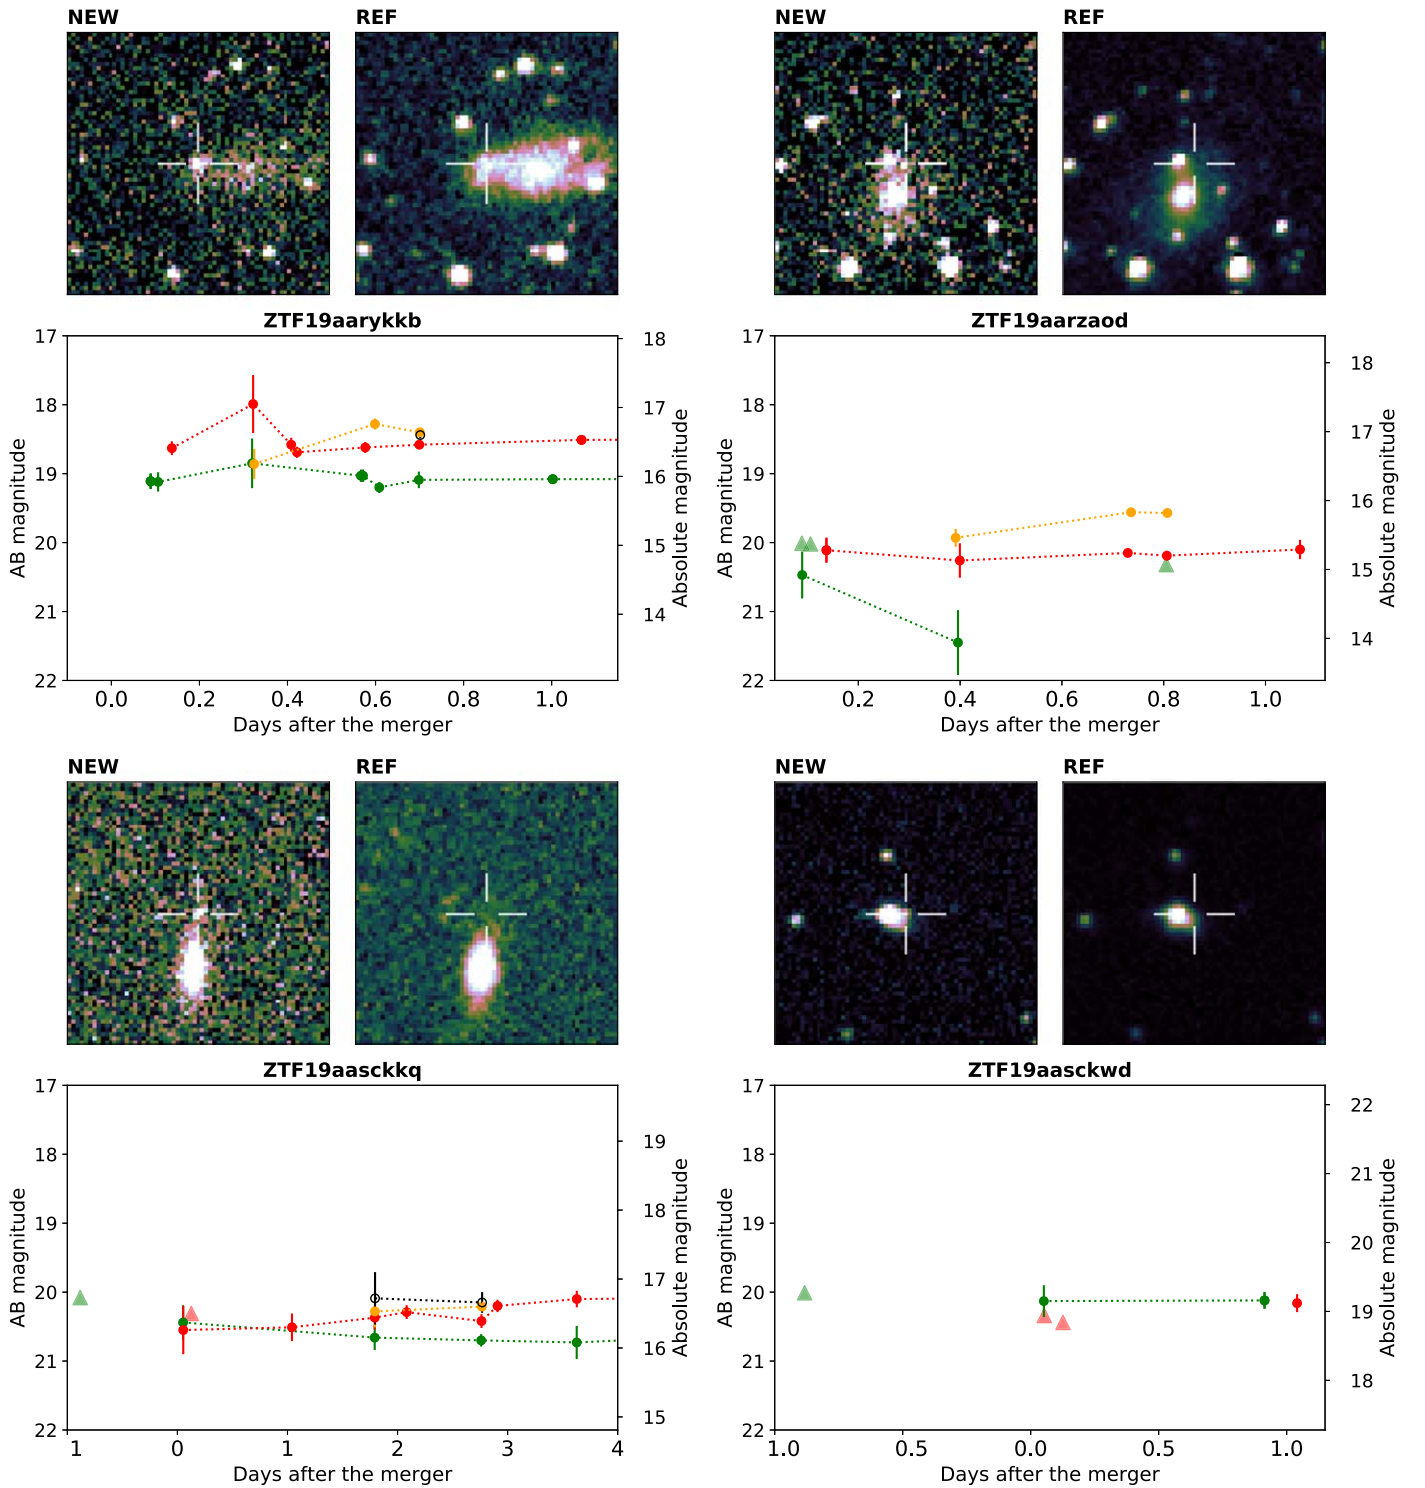 NEW REF
NEW REF
ZTF19aarykkb
17
18
19
20
21
22
AB magnitude
18
17
16
15
14
Absolute magnitude
0.0 0.2 0.4 0.6 0.8 1.0
Days after the merger
ZTF19aarzaod
17
18
19
20
21
22
AB magnitude
18
17
16
15
14
Absolute magnitude
0.2 0.4 0.6 0.8 1.0
Days after the merger
NEW REF
NEW REF
ZTF19aasckkq
17
18
19
20
21
22
AB magnitude
19
18
17
16
15
Absolute magnitude
1 0 1 2 3 4
Days after the merger
ZTF19aasckwd
17
18
19
20
21
22
AB magnitude
22
21
20
19
18
Absolute magnitude
1.0 0.5 0.0 0.5 1.0
Days after the merger